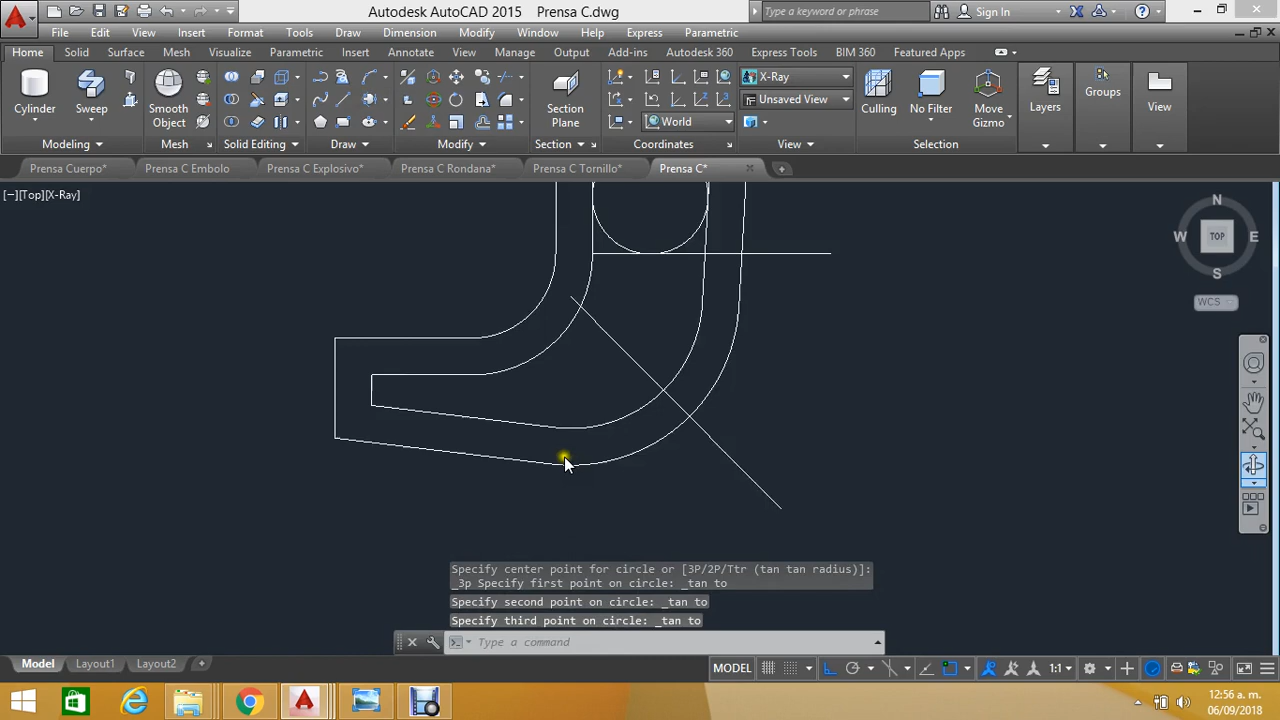 Autodesk AutoCAD 2015 Prensa C.dwg
Type a keyword or phrase
Sign In
File Edit View Insert Format Tools Draw Dimension Modify Window Help Express Parametric
Home Solid Surface Mesh Visualize Parametric Insert Annotate View Manage Output Add-ins Autodesk 360 Express Tools BIM 360 Featured Apps
X-Ray
Unsaved View
World
Cylinder
Sweep
Smooth
Object
Section
Plane
Culling
No Filter
Move
Gizmo
Layers
Groups
View
Modeling
Mesh
Solid Editing
Draw
Modify
Section
Coordinates
View
Selection
Prensa Cuerpo*
Prensa C Embolo
Prensa C Explosivo*
Prensa C Rondana*
Prensa C Tornillo*
Prensa C*
[−][Top][X-Ray]
N
W
TOP
E
S
WCS
Specify center point for circle or [3P/2P/Ttr (tan tan radius)]:
_3p Specify first point on circle: _tan to
Specify second point on circle: _tan to
Specify third point on circle: _tan to
Type a command
Model
Layout1
Layout2
MODEL
1:1
12:56 a.m.
06/09/2018